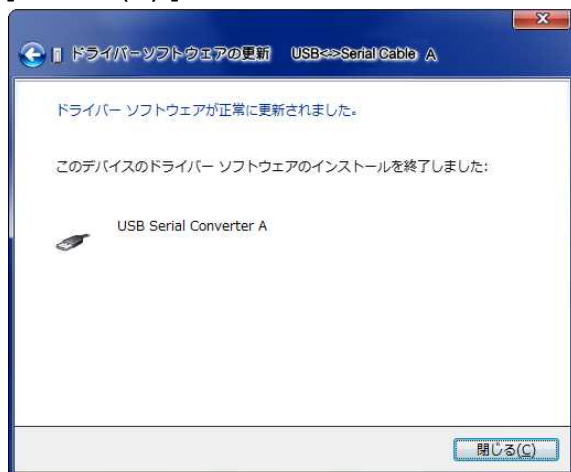 ドライバーソフトウェアの更新 USB<->Serial Cable A
ドライバー ソフトウェアが正常に更新されました。
このデバイスのドライバー ソフトウェアのインストールを終了しました:
USB Serial Converter A
閉じる(C)